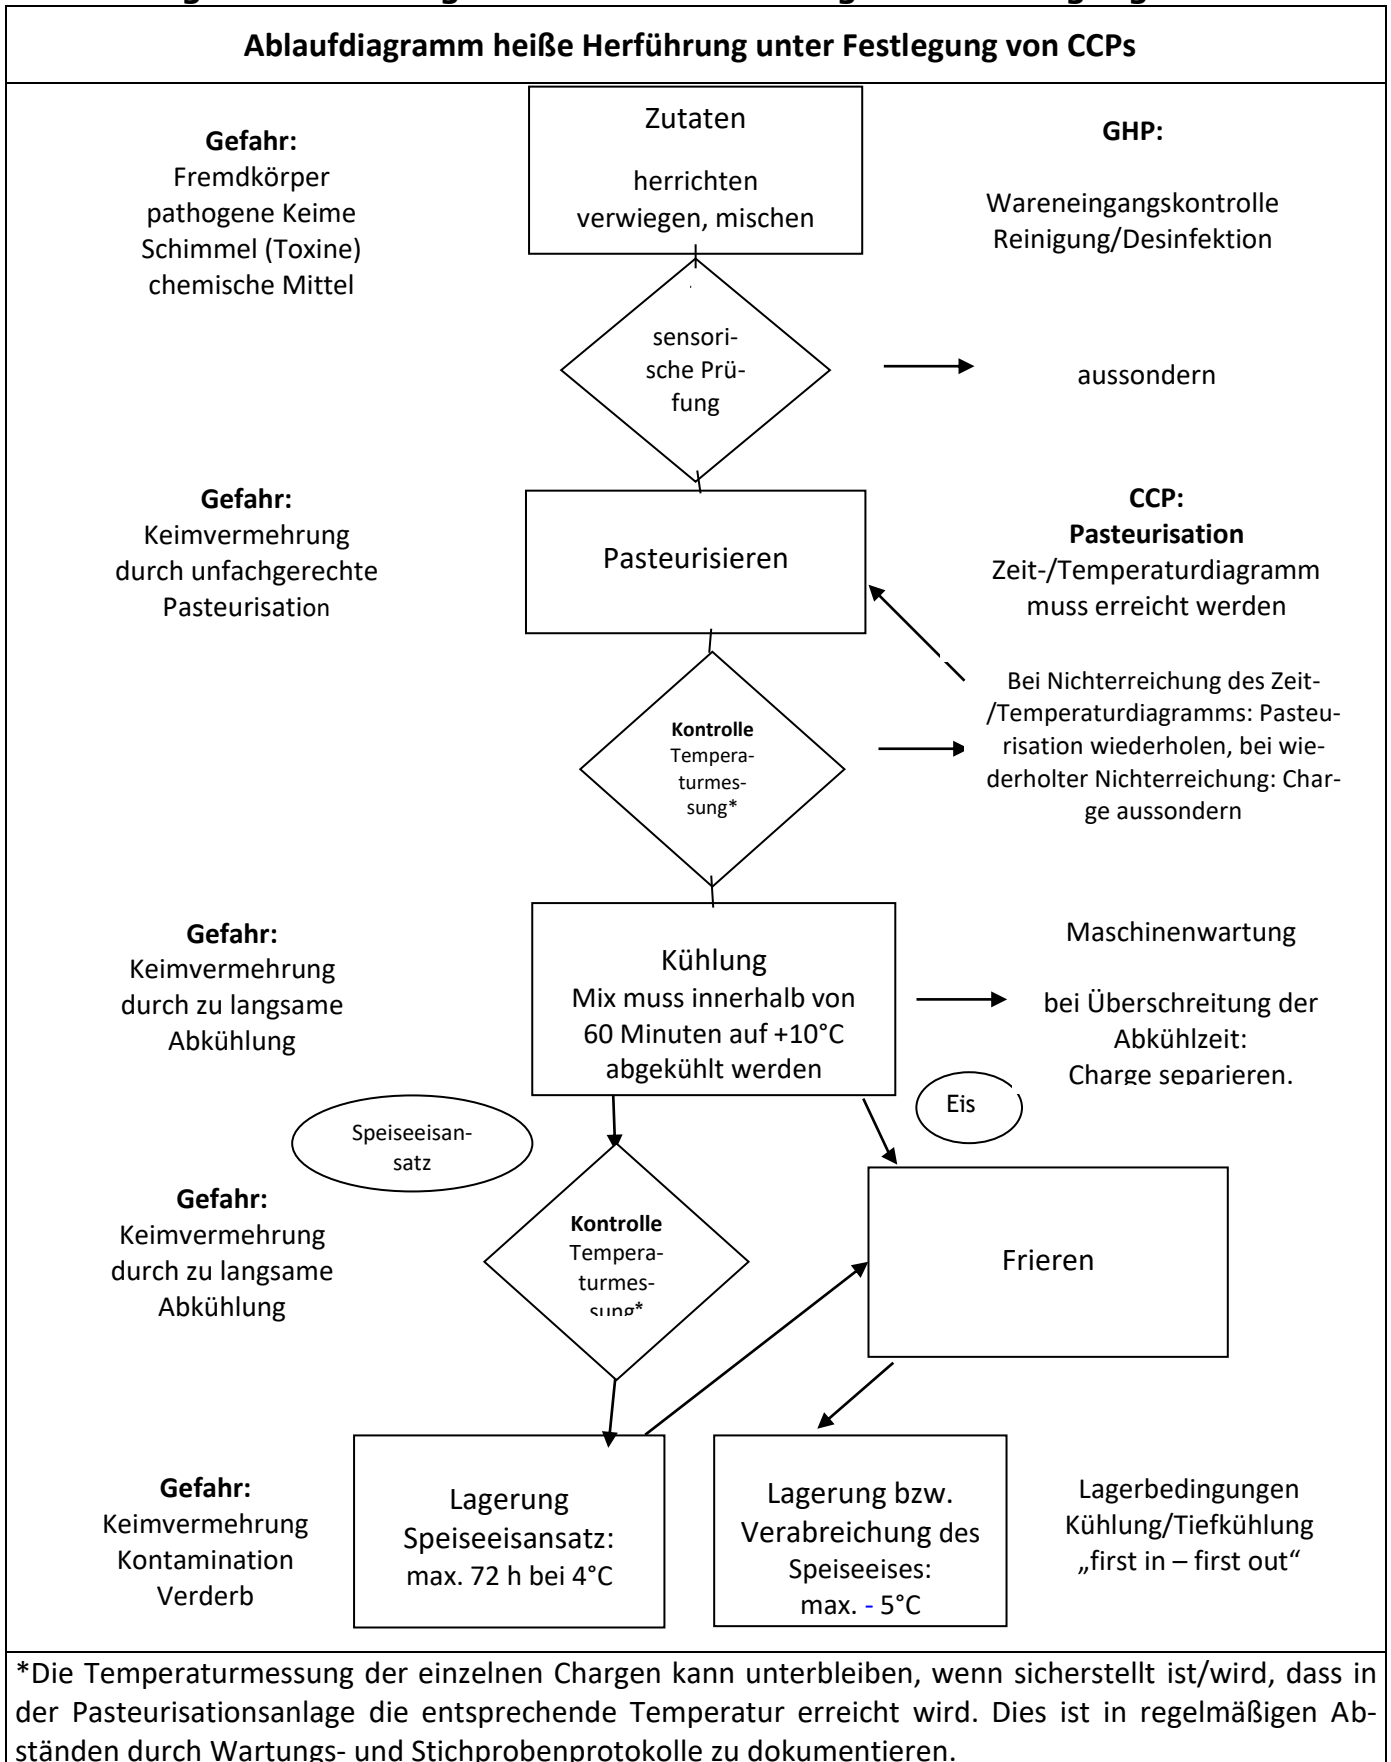 Ablaufdiagramm heiße Herführung unter Festlegung von CCPs
Gefahr:
Fremdkörper
pathogene Keime
Schimmel (Toxine)
chemische Mittel
Zutaten
herrichten
verwiegen, mischen
GHP:
Wareneingangskontrolle
Reinigung/Desinfektion
sensori-
sche Prü-
fung
aussondern
Gefahr:
Keimvermehrung
durch unfachgerechte
Pasteurisation
Pasteurisieren
CCP:
Pasteurisation
Zeit-/Temperaturdiagramm
muss erreicht werden
Kontrolle
Tempera-
turmes-
sung*
Bei Nichterreichung des Zeit-
/Temperaturdiagramms: Pasteu-
risation wiederholen, bei wie-
derholter Nichterreichung: Char-
ge aussondern
Gefahr:
Keimvermehrung
durch zu langsame
Abkühlung
Kühlung
Mix muss innerhalb von
60 Minuten auf +10°C
abgekühlt werden
Maschinenwartung
bei Überschreitung der
Abkühlzeit:
Charge separieren.
Eis
Speiseeisan-
satz
Gefahr:
Keimvermehrung
durch zu langsame
Abkühlung
Kontrolle
Tempera-
turmes-
sung*
Frieren
Gefahr:
Keimvermehrung
Kontamination
Verderb
Lagerung
Speiseeisansatz:
max. 72 h bei 4°C
Lagerung bzw.
Verabreichung des
Speiseeises:
max. - 5°C
Lagerbedingungen
Kühlung/Tiefkühlung
„first in – first out“
*Die Temperaturmessung der einzelnen Chargen kann unterbleiben, wenn sicherstellt ist/wird, dass in
der Pasteurisationsanlage die entsprechende Temperatur erreicht wird. Dies ist in regelmäßigen Ab-
ständen durch Wartungs- und Stichprobenprotokolle zu dokumentieren.